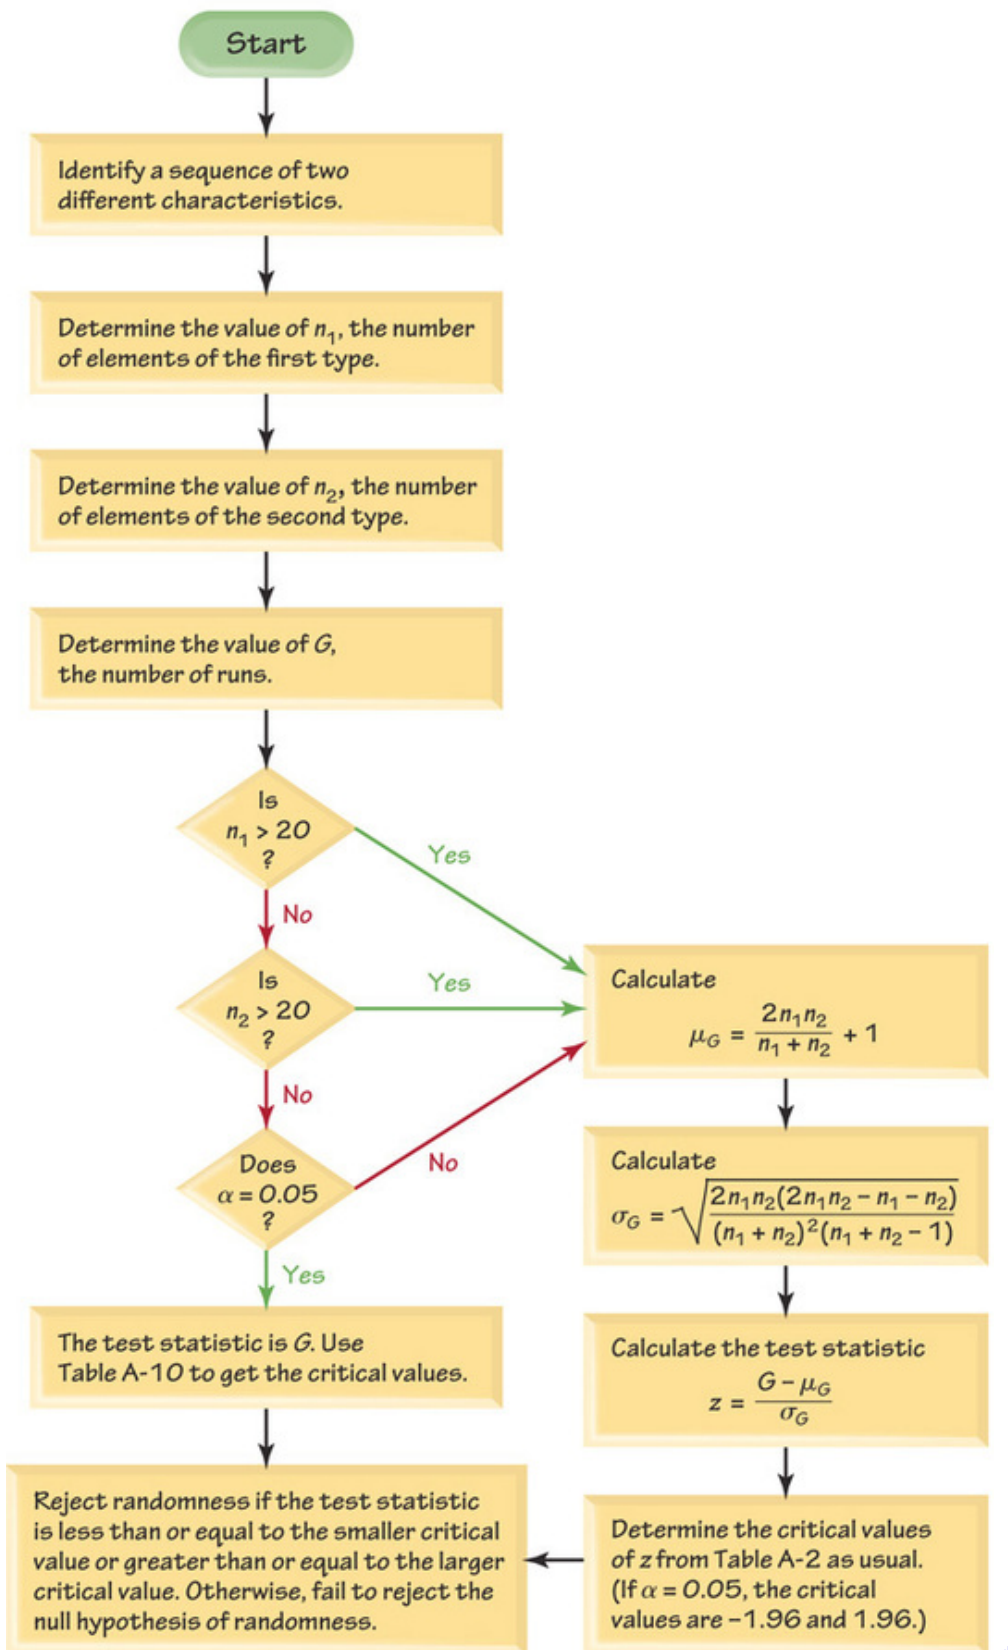 Start
Identify a sequence of two
different characteristics.
Determine the value of n₁, the number
of elements of the first type.
Determine the value of n₂, the number
of elements of the second type.
Determine the value of G,
the number of runs.
Is
n₁ > 20
?
Yes
No
Is
n₂ > 20
?
Yes
No
Does
α = 0.05
?
No
Yes
The test statistic is G. Use
Table A-10 to get the critical values.
Reject randomness if the test statistic
is less than or equal to the smaller critical
value or greater than or equal to the larger
critical value. Otherwise, fail to reject the
null hypothesis of randomness.
Calculate
μ_G = 2n₁n₂ / (n₁ + n₂) + 1
Calculate
σ_G = √(2n₁n₂(2n₁n₂ − n₁ − n₂) / ((n₁ + n₂)²(n₁ + n₂ − 1)))
Calculate the test statistic
z = (G − μ_G) / σ_G
Determine the critical values
of z from Table A-2 as usual.
(If α = 0.05, the critical
values are −1.96 and 1.96.)